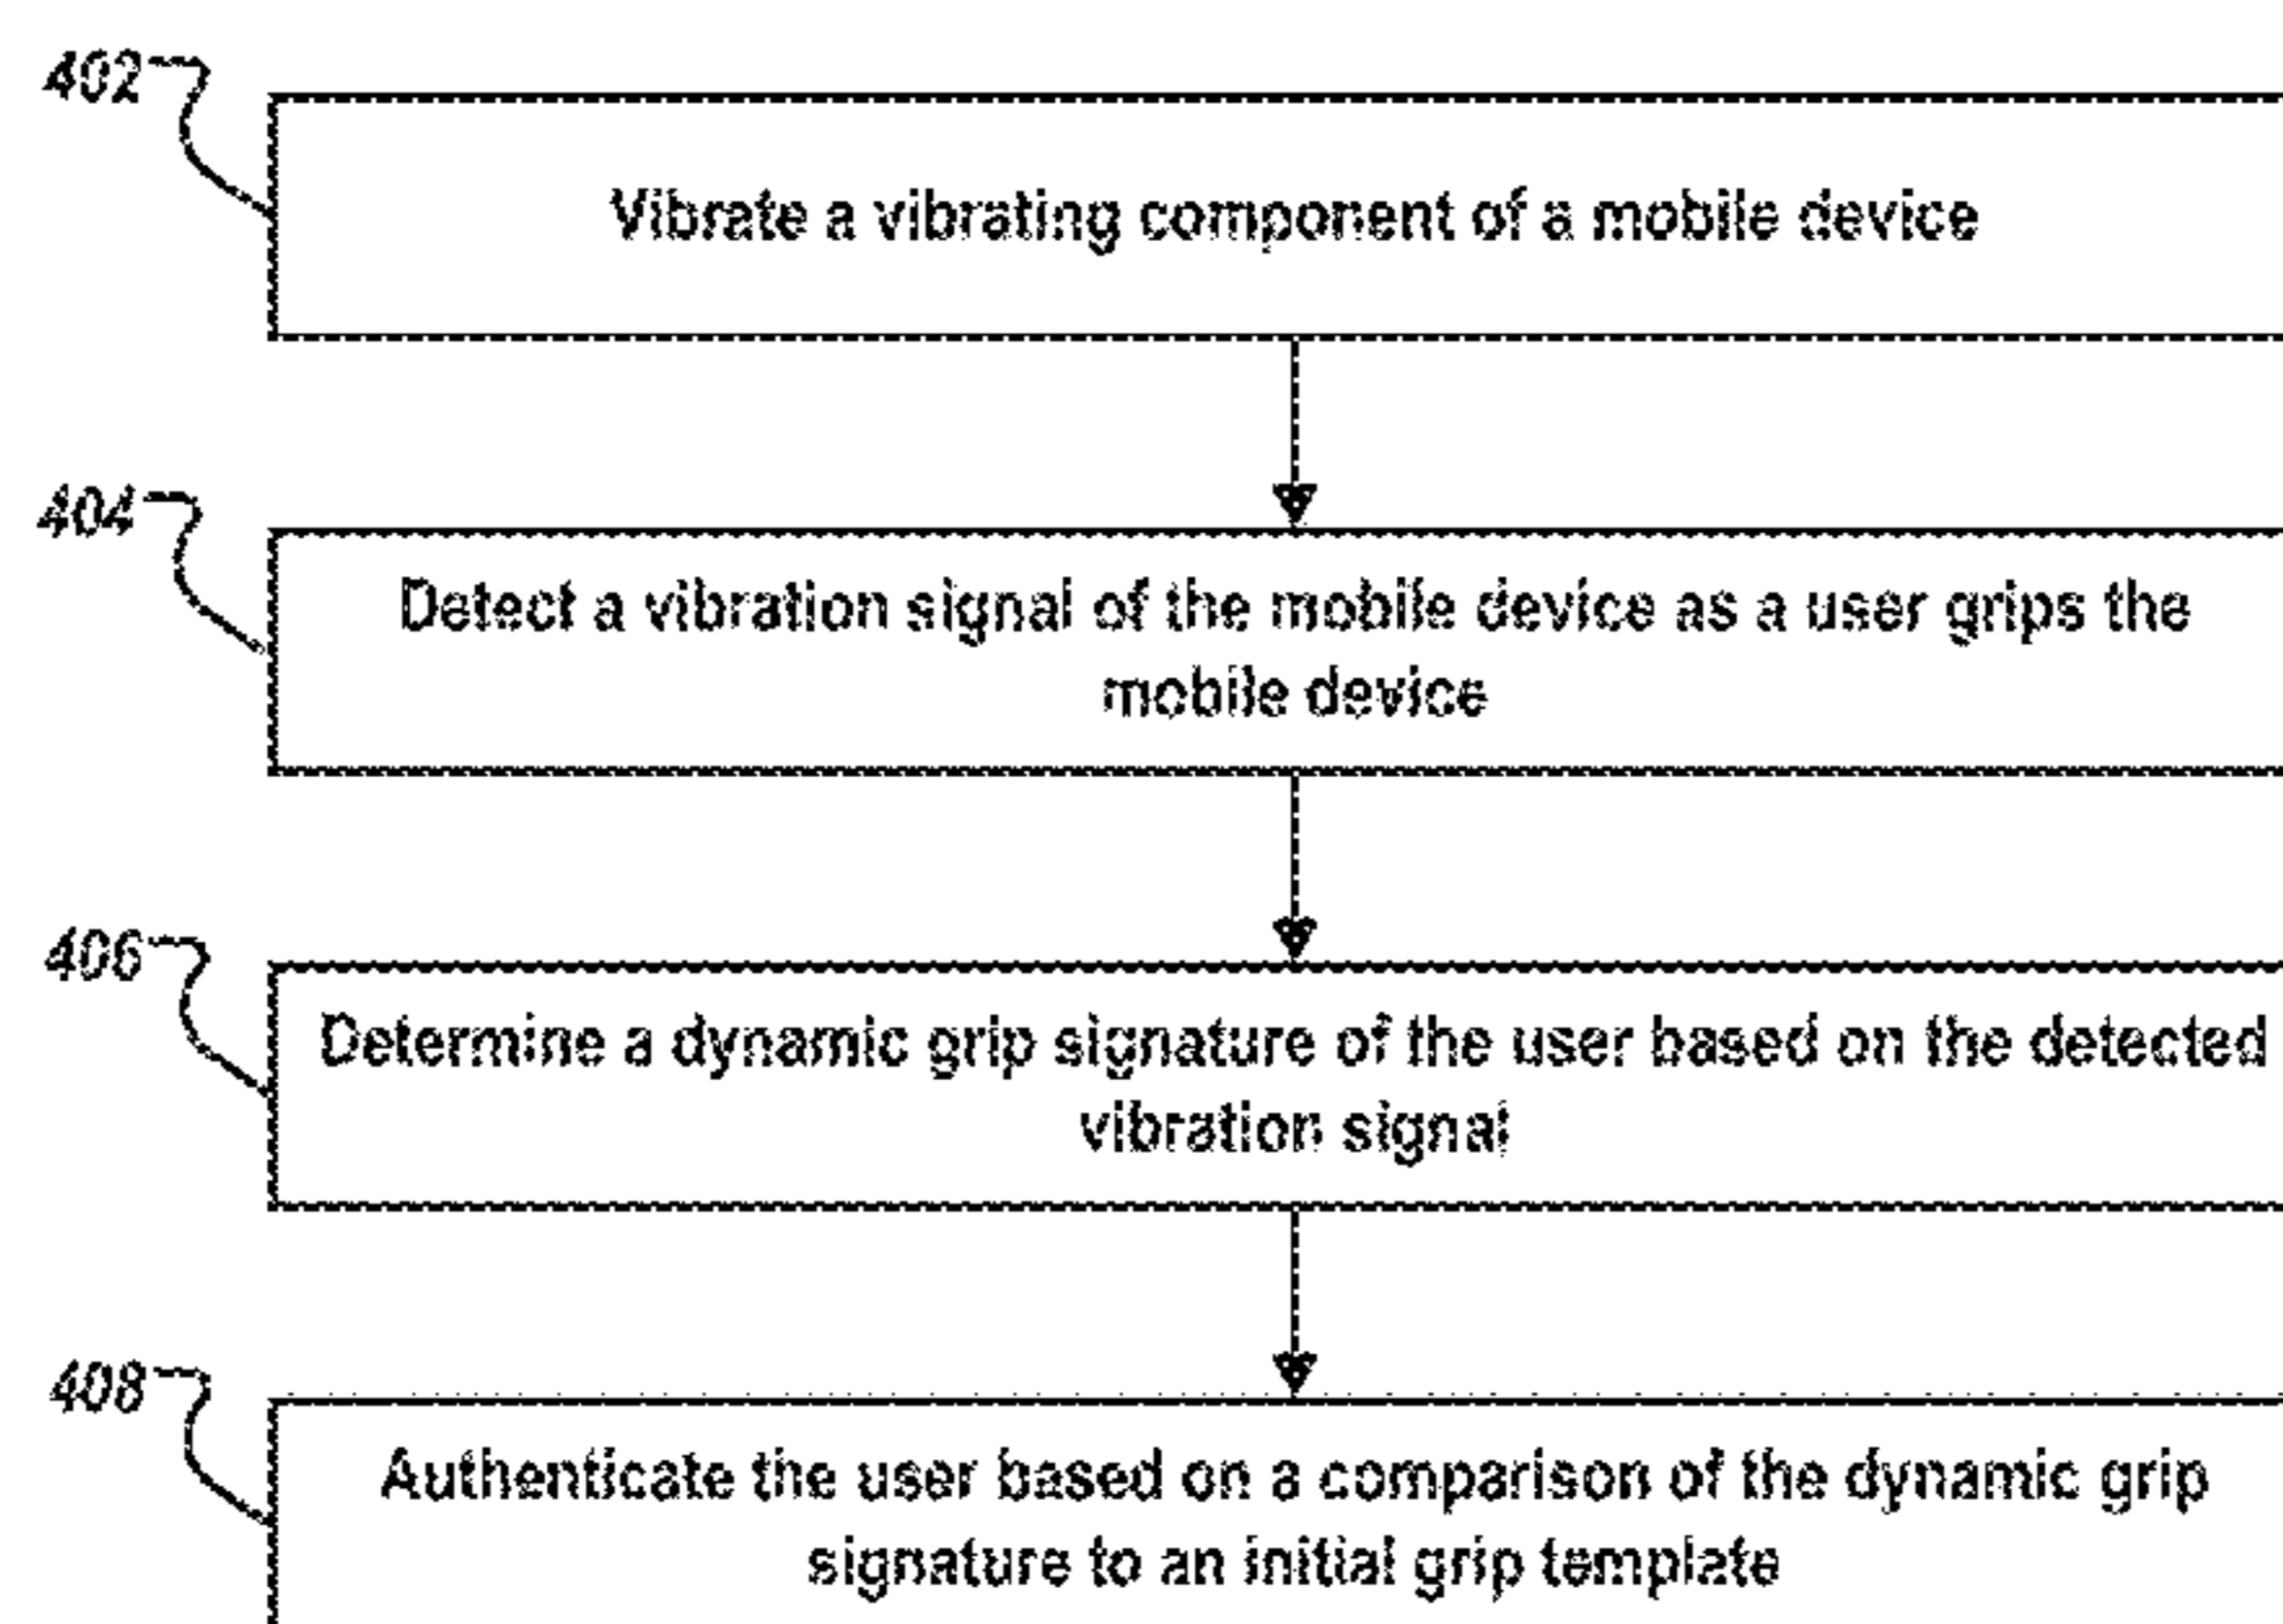 402
Vibrate a vibrating component of a mobile device
404
Detect a vibration signal of the mobile device as a user grips the
mobile device
406
Determine a dynamic grip signature of the user based on the detected
vibration signal
408
Authenticate the user based on a comparison of the dynamic grip
signature to an initial grip template